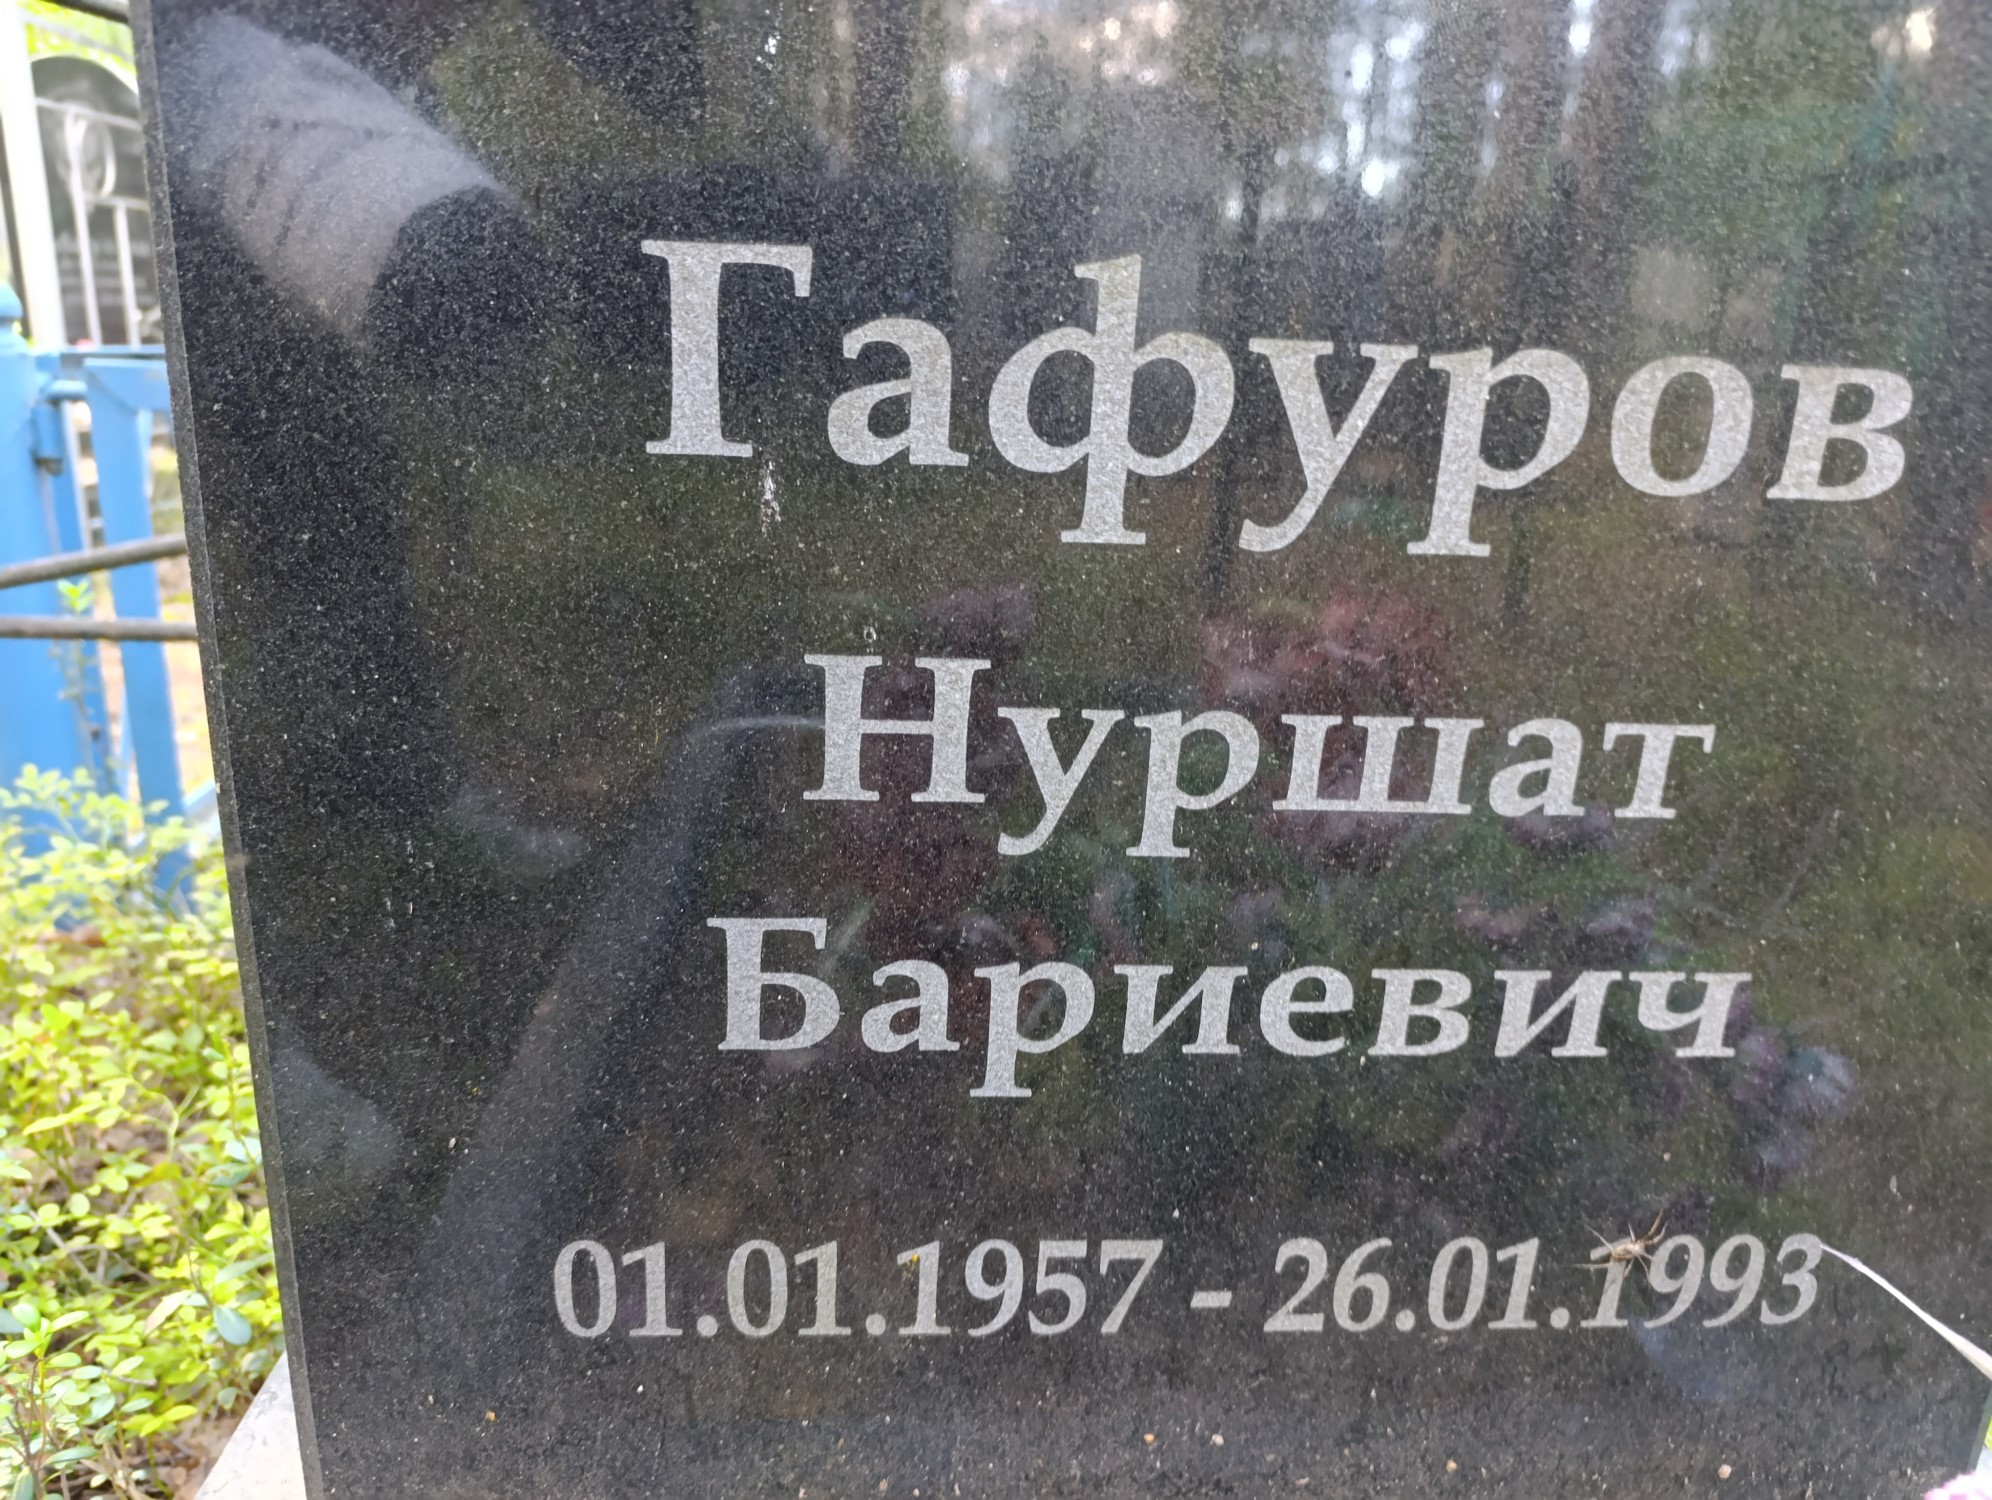 Гафуров
Нуршат
Бариевич
01.01.1957 - 26.01.1993